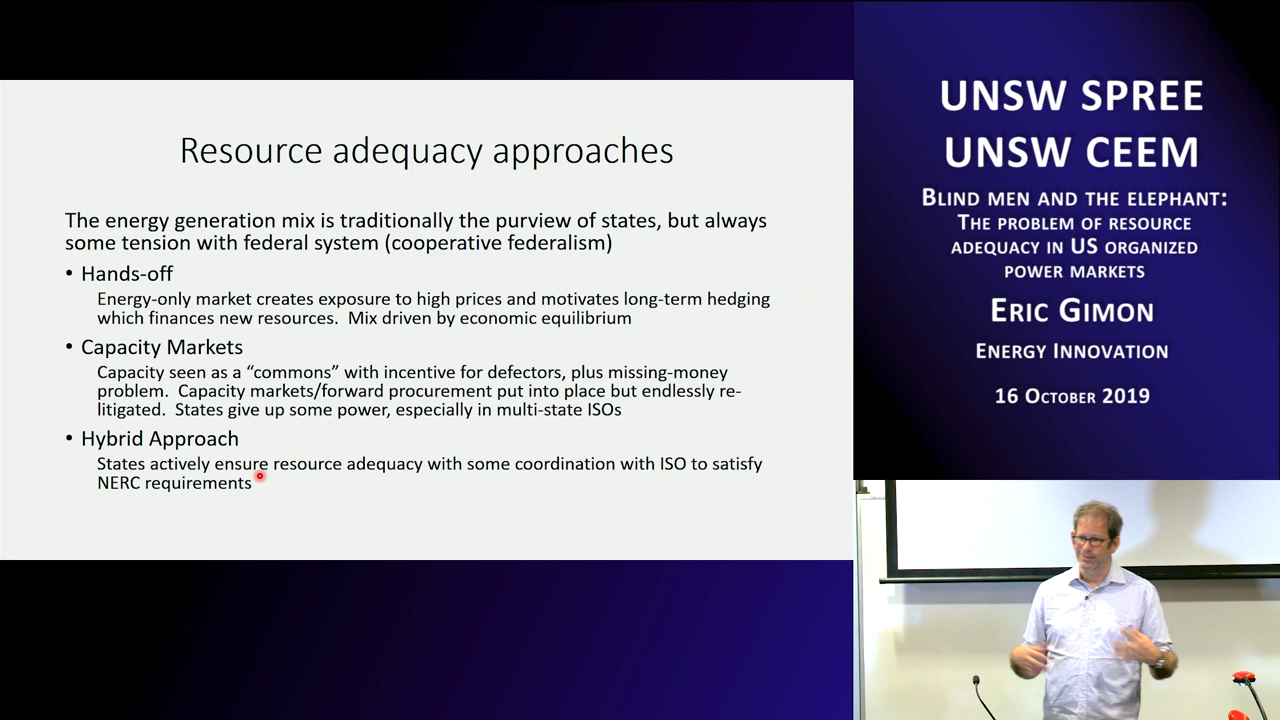 Resource adequacy approaches
The energy generation mix is traditionally the purview of states, but always
some tension with federal system (cooperative federalism)
• Hands-off
Energy-only market creates exposure to high prices and motivates long-term hedging
which finances new resources.  Mix driven by economic equilibrium
• Capacity Markets
Capacity seen as a “commons” with incentive for defectors, plus missing-money
problem.  Capacity markets/forward procurement put into place but endlessly re-
litigated.  States give up some power, especially in multi-state ISOs
• Hybrid Approach
States actively ensure resource adequacy with some coordination with ISO to satisfy
NERC requirements
UNSW SPREE
UNSW CEEM
Blind men and the elephant:
The problem of resource
adequacy in US organized
power markets
Eric Gimon
Energy Innovation
16 October 2019